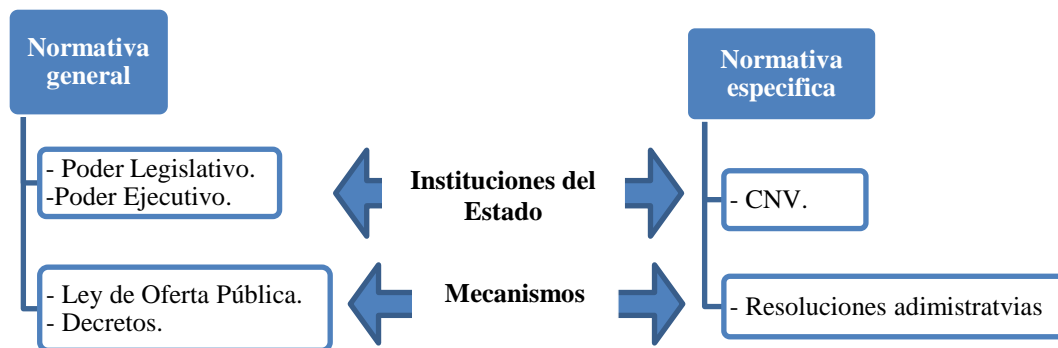 Normativa
general
Normativa
especifica
- Poder Legislativo.
-Poder Ejecutivo.
Instituciones del
Estado
- CNV.
- Ley de Oferta Pública.
- Decretos.
Mecanismos
- Resoluciones adimistratvias